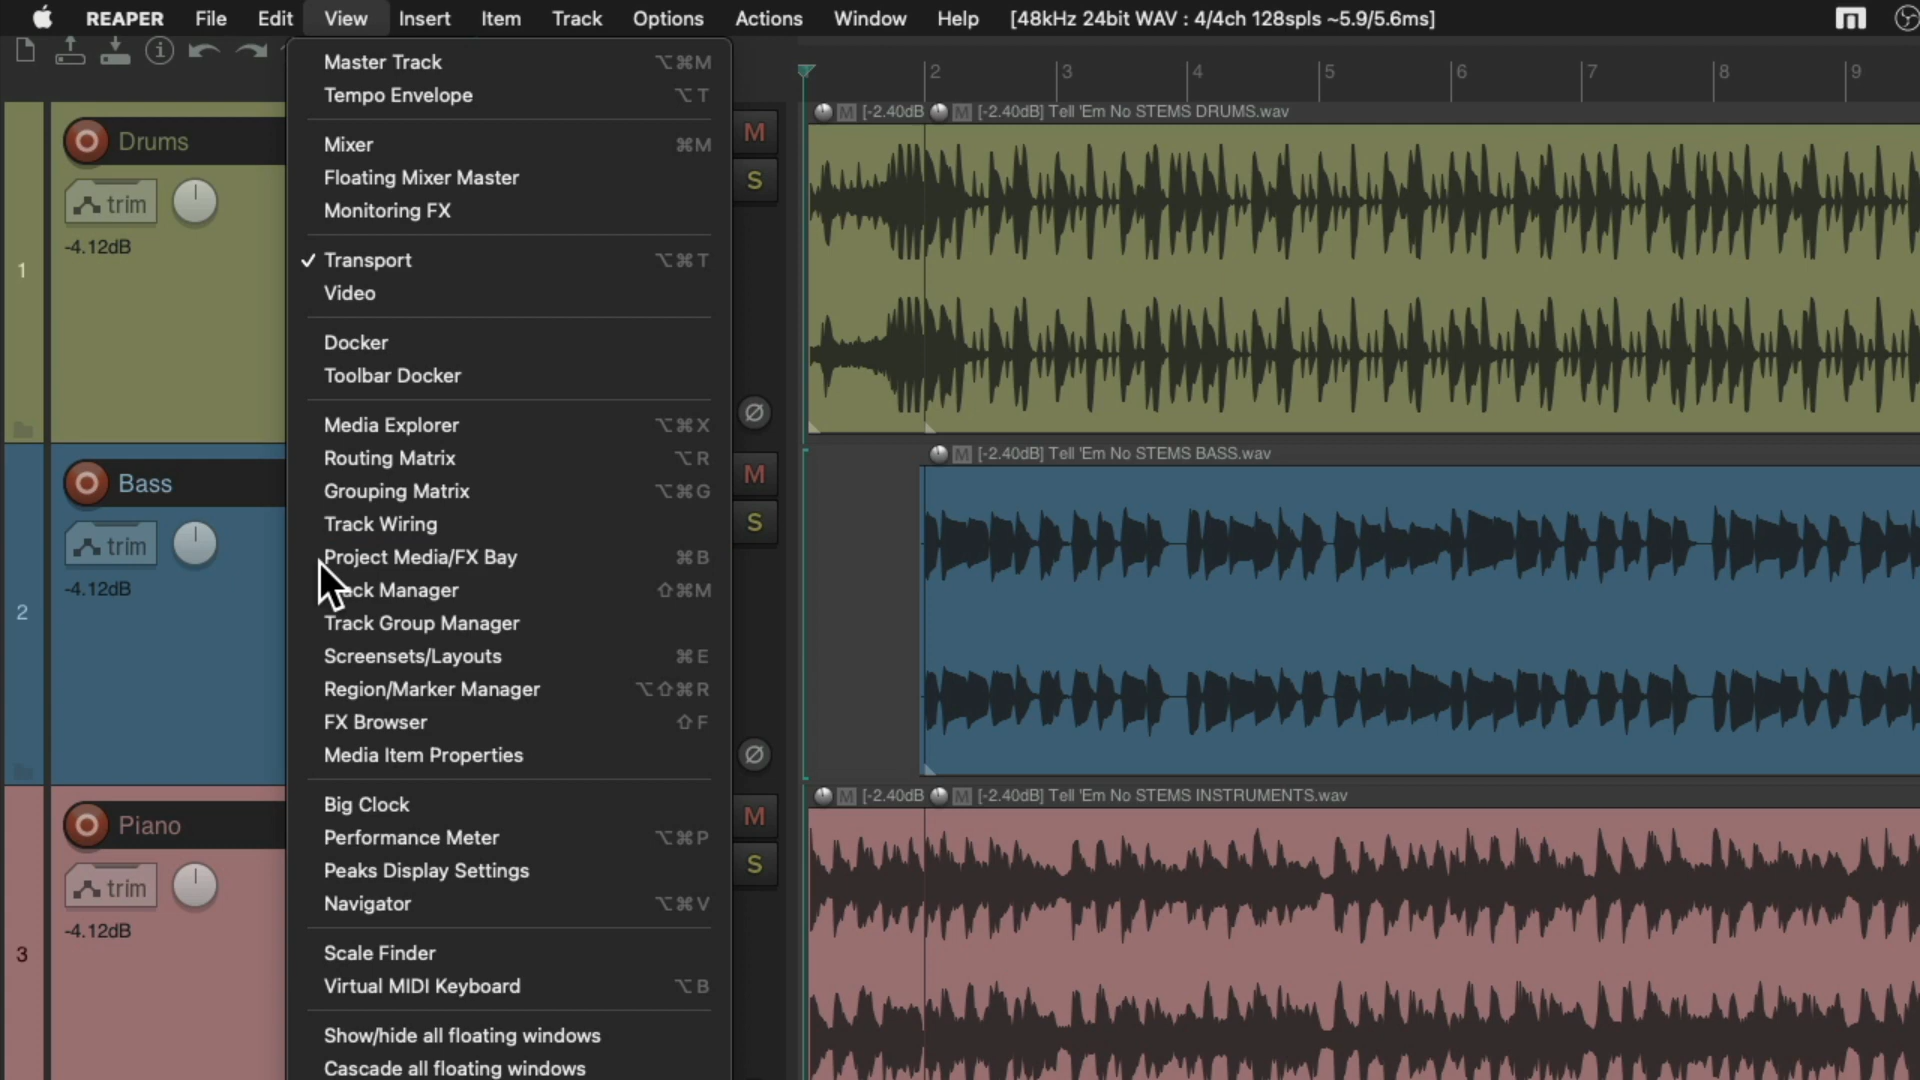 REAPER File Edit View Insert Item Track Options Actions Window Help [48kHz 24bit WAV : 4/4ch 128spls ~5.9/5.6ms]
Master Track ⌥⌘M
Tempo Envelope ⌥T
Mixer ⌘M
Floating Mixer Master
Monitoring FX
✓ Transport ⌥⌘T
Video
Docker
Toolbar Docker
Media Explorer ⌥⌘X
Routing Matrix ⌥R
Grouping Matrix ⌥⌘G
Track Wiring
Project Media/FX Bay ⌘B
ck Manager ⇧⌘M
Track Group Manager
Screensets/Layouts ⌘E
Region/Marker Manager ⌥⇧⌘R
FX Browser ⇧F
Media Item Properties
Big Clock
Performance Meter ⌥⌘P
Peaks Display Settings
Navigator ⌥⌘V
Scale Finder
Virtual MIDI Keyboard ⌥B
Show/hide all floating windows
Cascade all floating windows
2 3 4 5 6 7 8 9
1
Drums
trim
-4.12dB
M
S
M [-2.40dB M [-2.40dB] Tell 'Em No STEMS DRUMS.wav
2
Bass
trim
-4.12dB
M
S
M [-2.40dB] Tell 'Em No STEMS BASS.wav
3
Piano
trim
-4.12dB
M
S
M [-2.40dB M [-2.40dB] Tell 'Em No STEMS INSTRUMENTS.wav